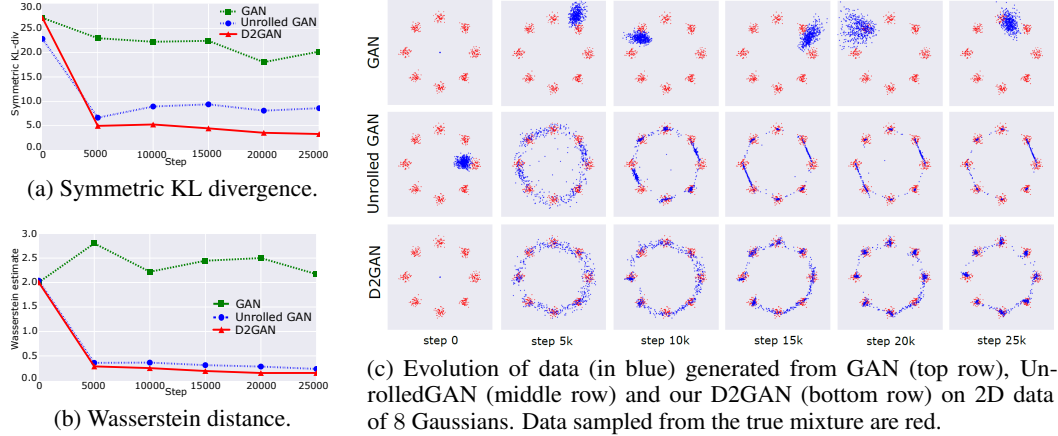 30.0
25.0
20.0
15.0
10.0
5.0
0.0
Symmetric KL-div
GAN
Unrolled GAN
D2GAN
0 5000 10000 15000 20000 25000
Step
(a) Symmetric KL divergence.
3.0
2.5
2.0
1.5
1.0
0.5
0.0
Wasserstein estimate
GAN
Unrolled GAN
D2GAN
0 5000 10000 15000 20000 25000
Step
(b) Wasserstein distance.
GAN
Unrolled GAN
D2GAN
step 0 step 5k step 10k step 15k step 20k step 25k
(c) Evolution of data (in blue) generated from GAN (top row), Un-
rolledGAN (middle row) and our D2GAN (bottom row) on 2D data
of 8 Gaussians. Data sampled from the true mixture are red.